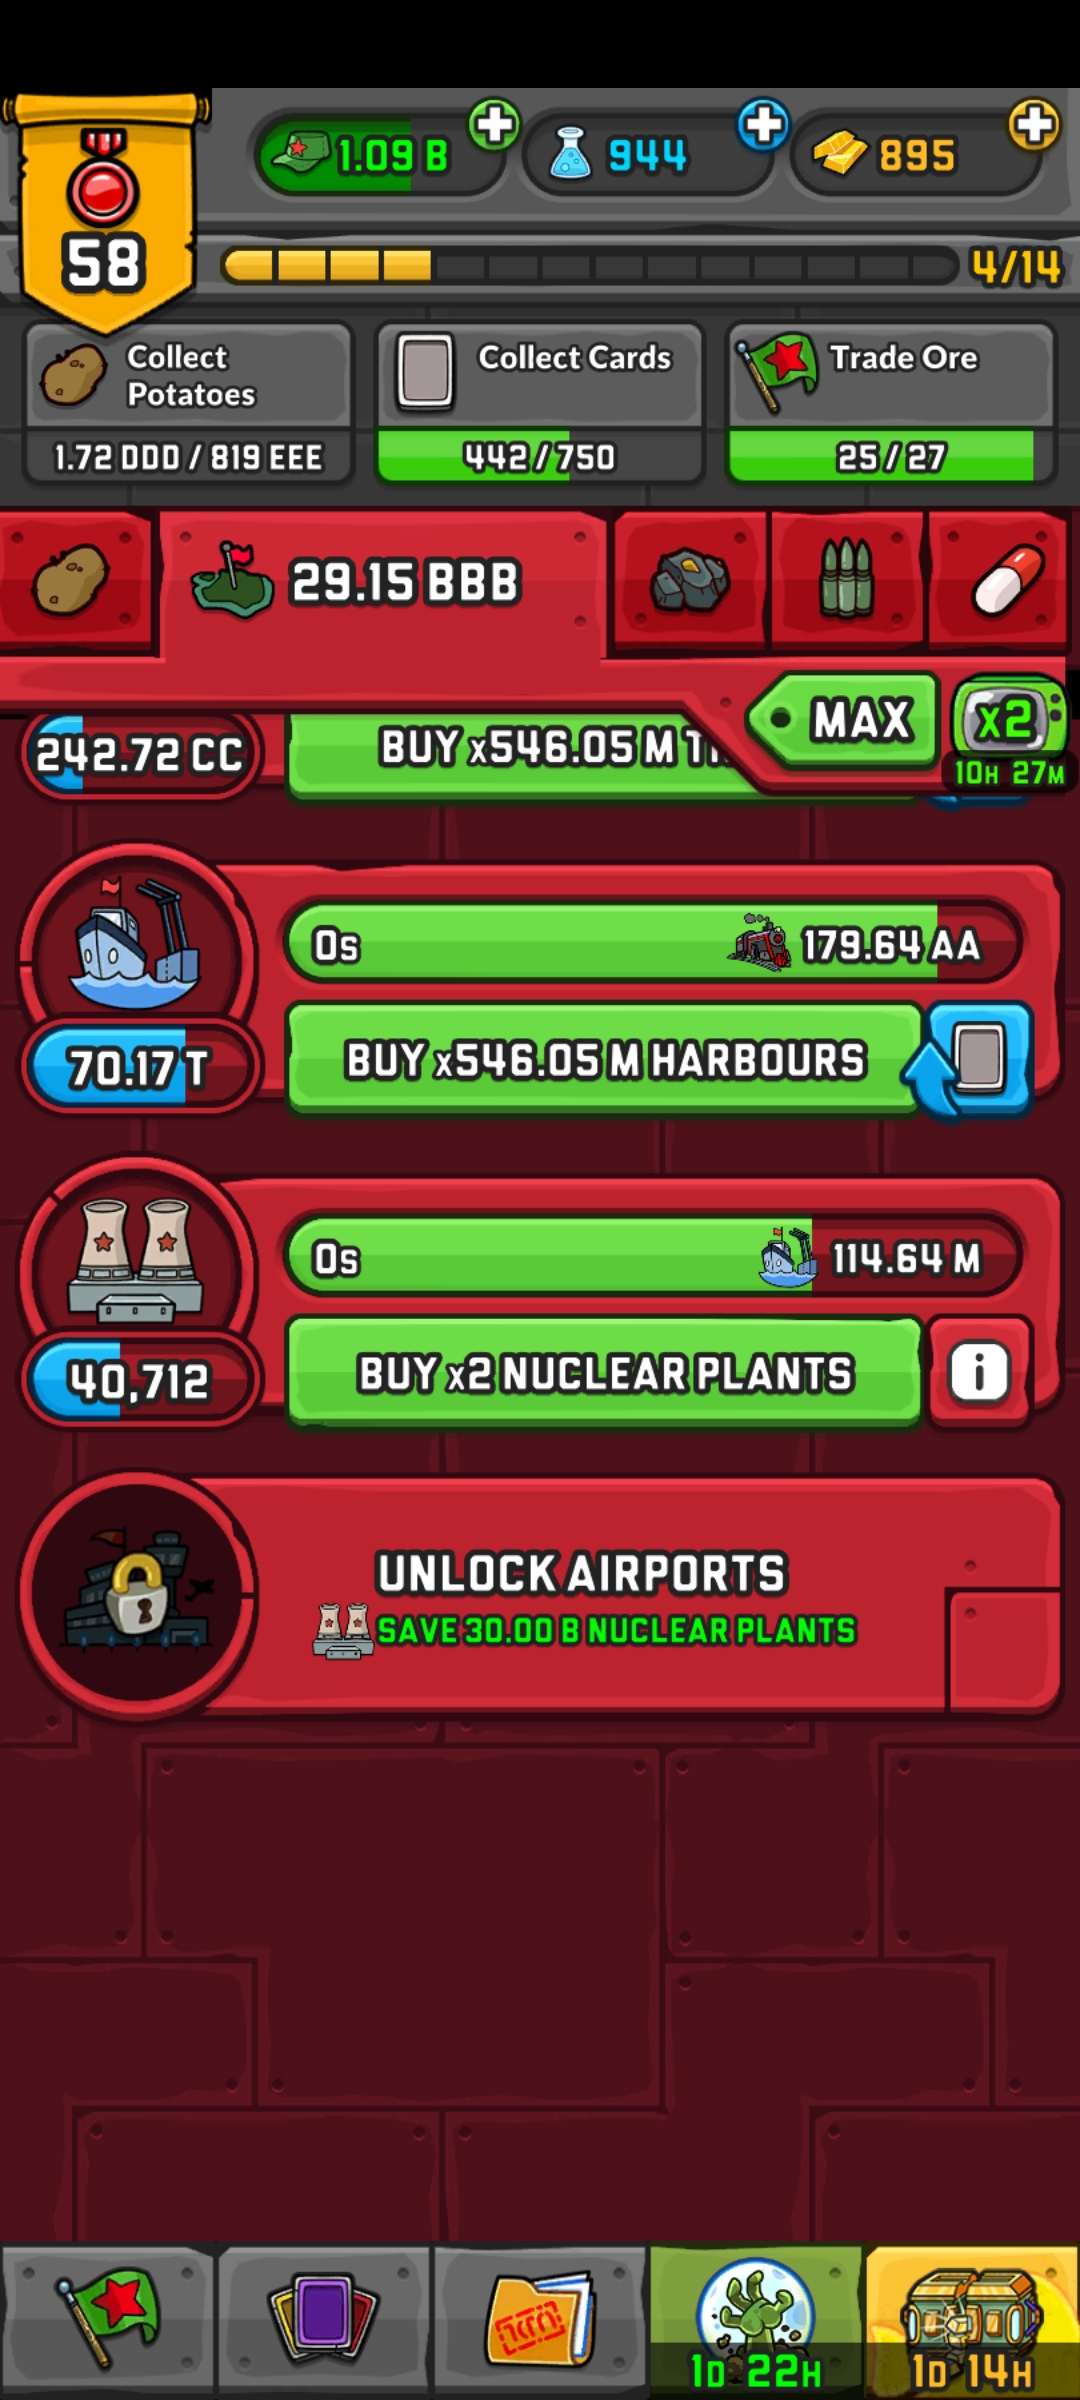 1.09 B
944
895
58
4/14
Collect
Potatoes
Collect Cards
Trade Ore
1.72 DDD / 819 EEE
442/750
25/27
29.15 BBB
MAX
x2
10H 27M
242.72 CC
BUY x546.05 M
0s
179.64 AA
70.17 T
BUY x546.05 M HARBOURS
0s
114.64 M
40,712
BUY x2 NUCLEAR PLANTS
i
UNLOCK AIRPORTS
SAVE 30.00 B NUCLEAR PLANTS
1D 22H
1D 14H